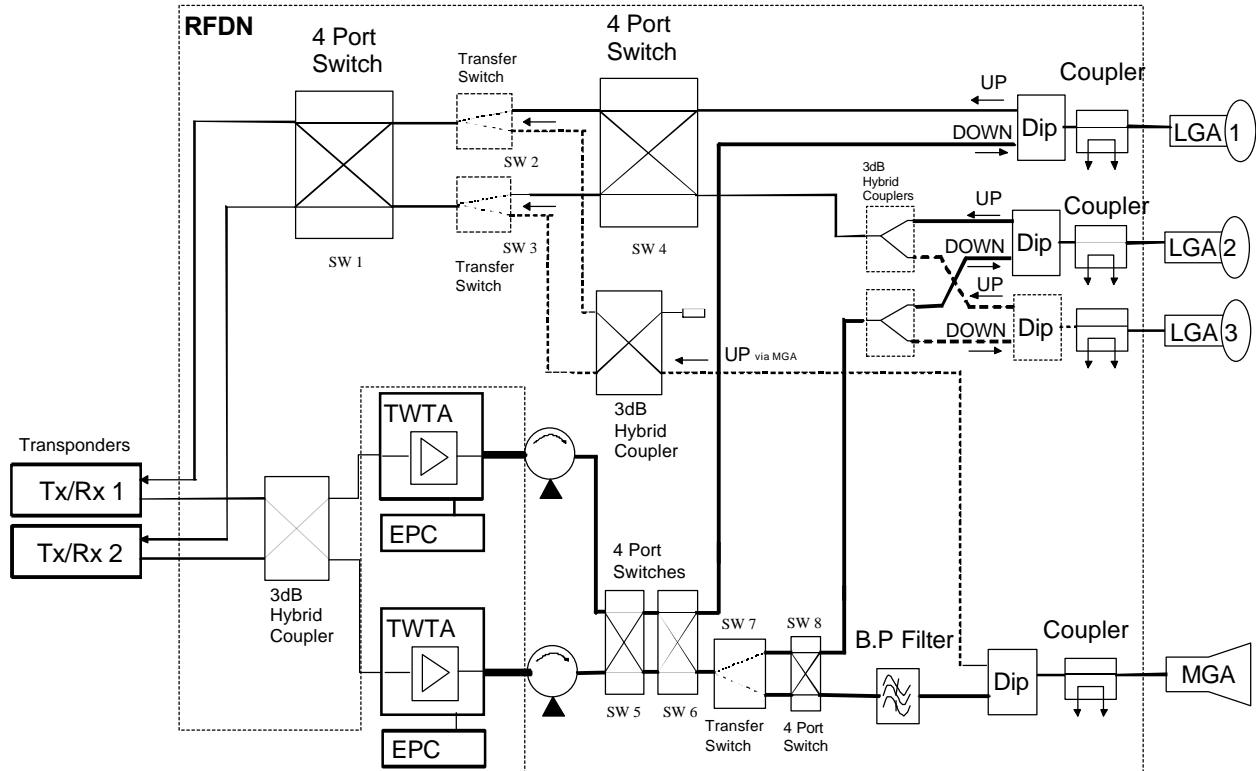 RFDN
4 Port
Switch
4 Port
Switch
Transfer
Switch
SW 2
SW 3
Transfer
Switch
SW 1
SW 4
UP
DOWN
Dip
Coupler
LGA 1
3dB
Hybrid
Couplers
UP
DOWN
Dip
Coupler
LGA 2
UP
DOWN
Dip
LGA 3
UP via MGA
3dB
Hybrid
Coupler
Transponders
Tx/Rx 1
Tx/Rx 2
3dB
Hybrid
Coupler
TWTA
EPC
TWTA
EPC
4 Port
Switches
SW 5
SW 6
SW 7
Transfer
Switch
SW 8
4 Port
Switch
B.P Filter
Dip
Coupler
MGA